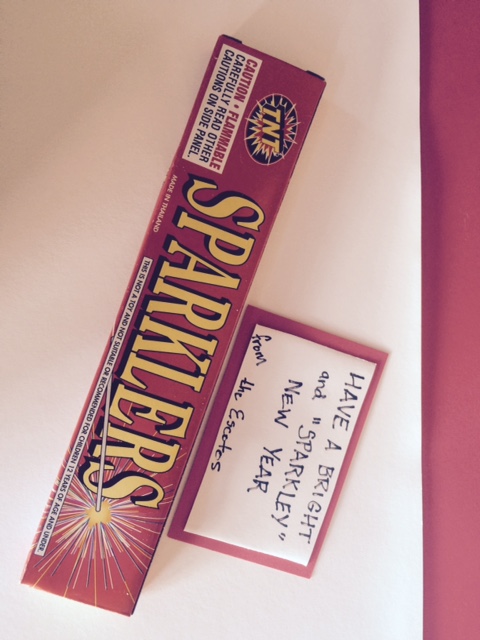 TNT
CAUTION • FLAMMABLE
CAREFULLY READ OTHER
CAUTIONS ON SIDE PANEL.
MADE IN THAILAND
SPARKLERS
THIS IS NOT A TOY AND NOT SUITABLE OR RECOMMENDED FOR CHILDREN 12 YEARS OF AGE AND UNDER.
HAVE A BRIGHT
and "SPARKLEY"
NEW YEAR
from the Escotes